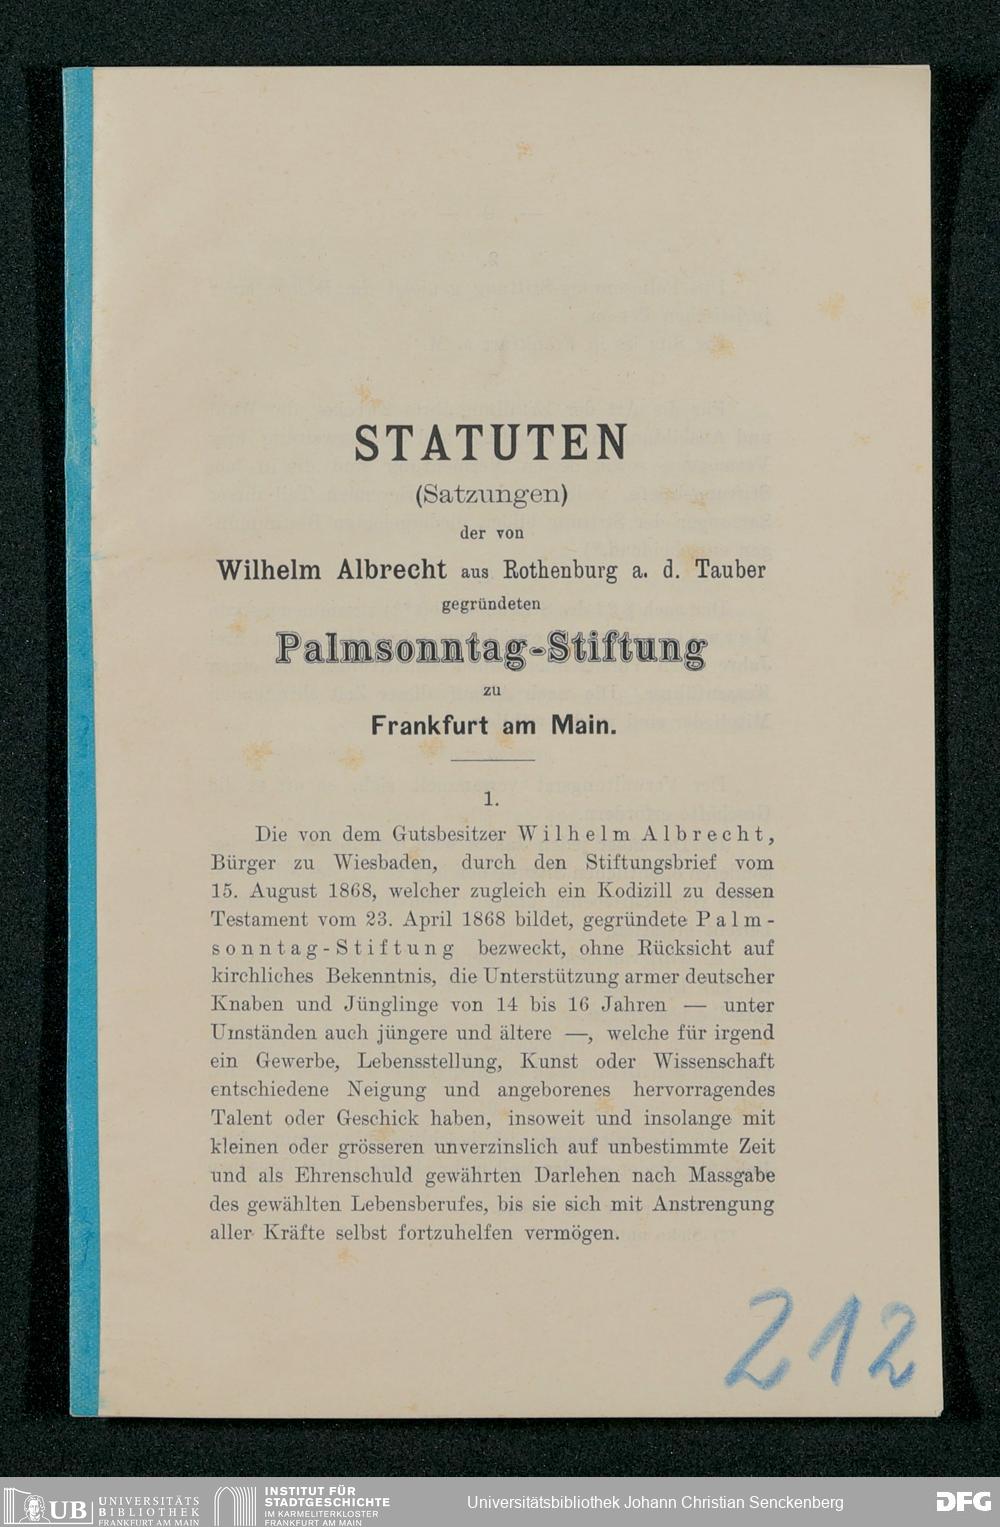 STATUTEN
(Satzungen)
der von
Wilhelm Albrecht aus Rothenburg a. d. Tauber
gegründeten
Palmsonntag-Stiftung
zu
Frankfurt am Main.
1.
Die von dem Gutsbesitzer Wilhelm Albrecht,
Bürger zu Wiesbaden, durch den Stiftungsbrief vom
15. August 1868, welcher zugleich ein Kodizill zu dessen
Testament vom 23. April 1868 bildet, gegründete Palm-
sonntag-Stiftung bezweckt, ohne Rücksicht auf
kirchliches Bekenntnis, die Unterstützung armer deutscher
Knaben und Jünglinge von 14 bis 16 Jahren — unter
Umständen auch jüngere und ältere —, welche für irgend
ein Gewerbe, Lebensstellung, Kunst oder Wissenschaft
entschiedene Neigung und angeborenes hervorragendes
Talent oder Geschick haben, insoweit und insolange mit
kleinen oder grösseren unverzinslich auf unbestimmte Zeit
und als Ehrenschuld gewährten Darlehen nach Massgabe
des gewählten Lebensberufes, bis sie sich mit Anstrengung
aller Kräfte selbst fortzuhelfen vermögen.
212
UB UNIVERSITÄTS
BIBLIOTHEK
FRANKFURT AM MAIN
INSTITUT FÜR
STADTGESCHICHTE
IM KARMELITERKLOSTER
FRANKFURT AM MAIN
Universitätsbibliothek Johann Christian Senckenberg
DFG